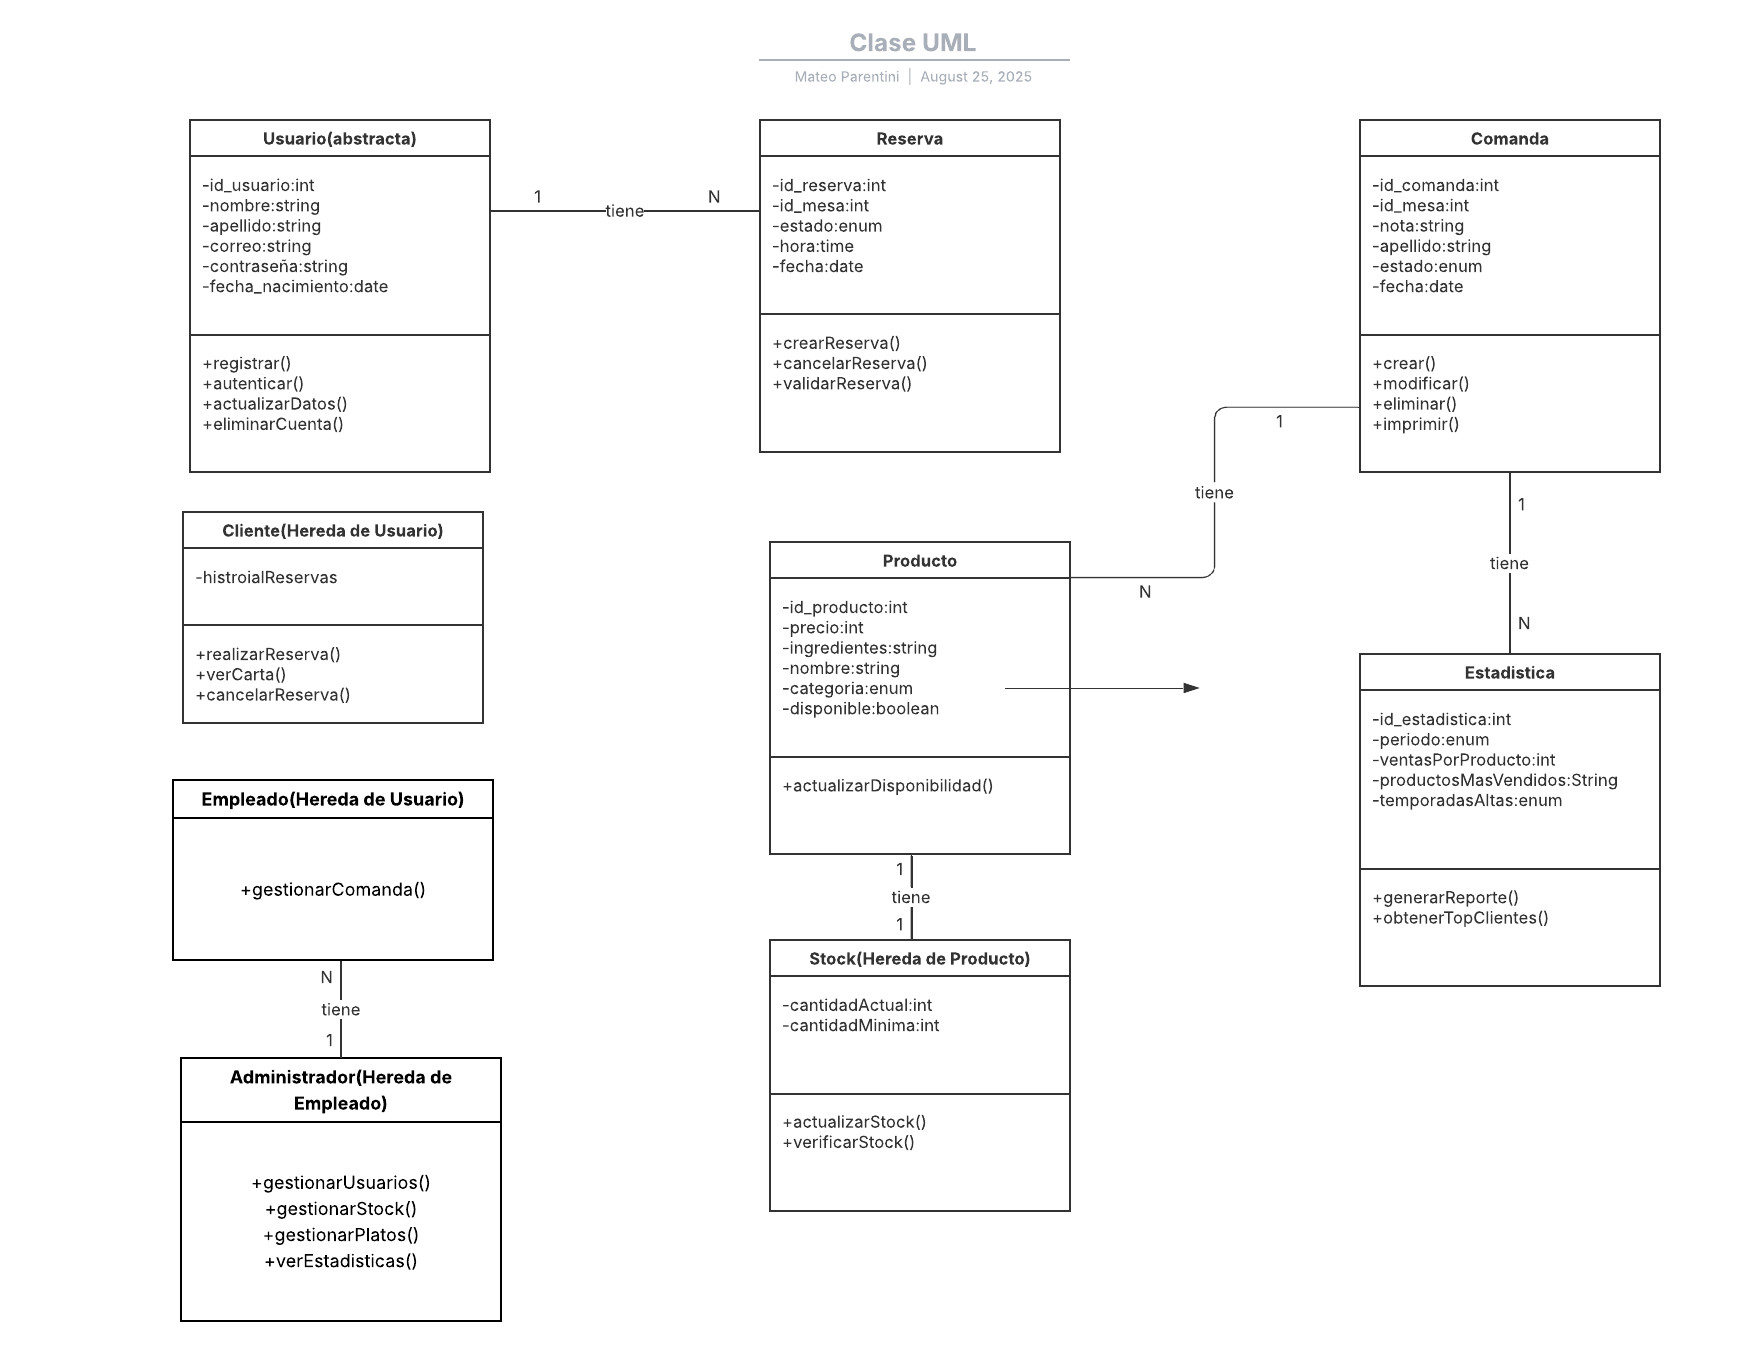 Clase UML
Mateo Parentini | August 25, 2025
Usuario(abstracta)
-id_usuario:int
-nombre:string
-apellido:string
-correo:string
-contraseña:string
-fecha_nacimiento:date
+registrar()
+autenticar()
+actualizarDatos()
+eliminarCuenta()
1
tiene
N
Reserva
-id_reserva:int
-id_mesa:int
-estado:enum
-hora:time
-fecha:date
+crearReserva()
+cancelarReserva()
+validarReserva()
Comanda
-id_comanda:int
-id_mesa:int
-nota:string
-apellido:string
-estado:enum
-fecha:date
+crear()
+modificar()
+eliminar()
+imprimir()
1
tiene
N
1
tiene
N
Cliente(Hereda de Usuario)
-histroialReservas
+realizarReserva()
+verCarta()
+cancelarReserva()
Producto
-id_producto:int
-precio:int
-ingredientes:string
-nombre:string
-categoria:enum
-disponible:boolean
+actualizarDisponibilidad()
1
tiene
1
Estadistica
-id_estadistica:int
-periodo:enum
-ventasPorProducto:int
-productosMasVendidos:String
-temporadasAltas:enum
+generarReporte()
+obtenerTopClientes()
Empleado(Hereda de Usuario)
+gestionarComanda()
N
tiene
1
Stock(Hereda de Producto)
-cantidadActual:int
-cantidadMinima:int
+actualizarStock()
+verificarStock()
Administrador(Hereda de
Empleado)
+gestionarUsuarios()
+gestionarStock()
+gestionarPlatos()
+verEstadisticas()